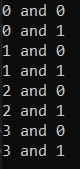 0 and 0
0 and 1
1 and 0
1 and 1
2 and 0
2 and 1
3 and 0
3 and 1